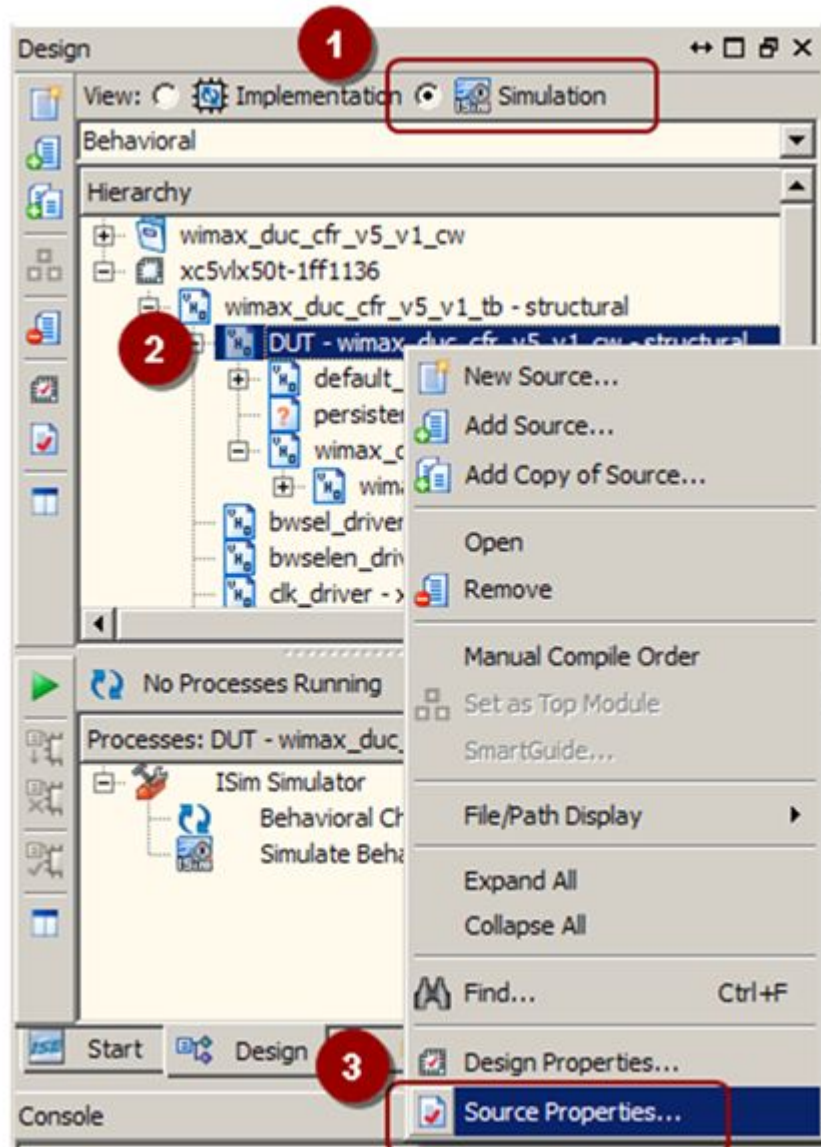 Design
1
View: Implementation Simulation
Behavioral
Hierarchy
wimax_duc_cfr_v5_v1_cw
xc5vlx50t-1ff1136
wimax_duc_cfr_v5_v1_tb - structural
2
DUT - wimax_duc_cfr_v5_v1_cw - structural
default_
persister
wimax_d
wim
bwsel_driver
bwselen_driv
clk_driver - x
New Source...
Add Source...
Add Copy of Source...
Open
Remove
Manual Compile Order
Set as Top Module
SmartGuide...
File/Path Display
Expand All
Collapse All
Find... Ctrl+F
Design Properties...
Source Properties...
No Processes Running
Processes: DUT - wimax_duc_
ISim Simulator
Behavioral Ch
Simulate Beha
Start Design
3
Console